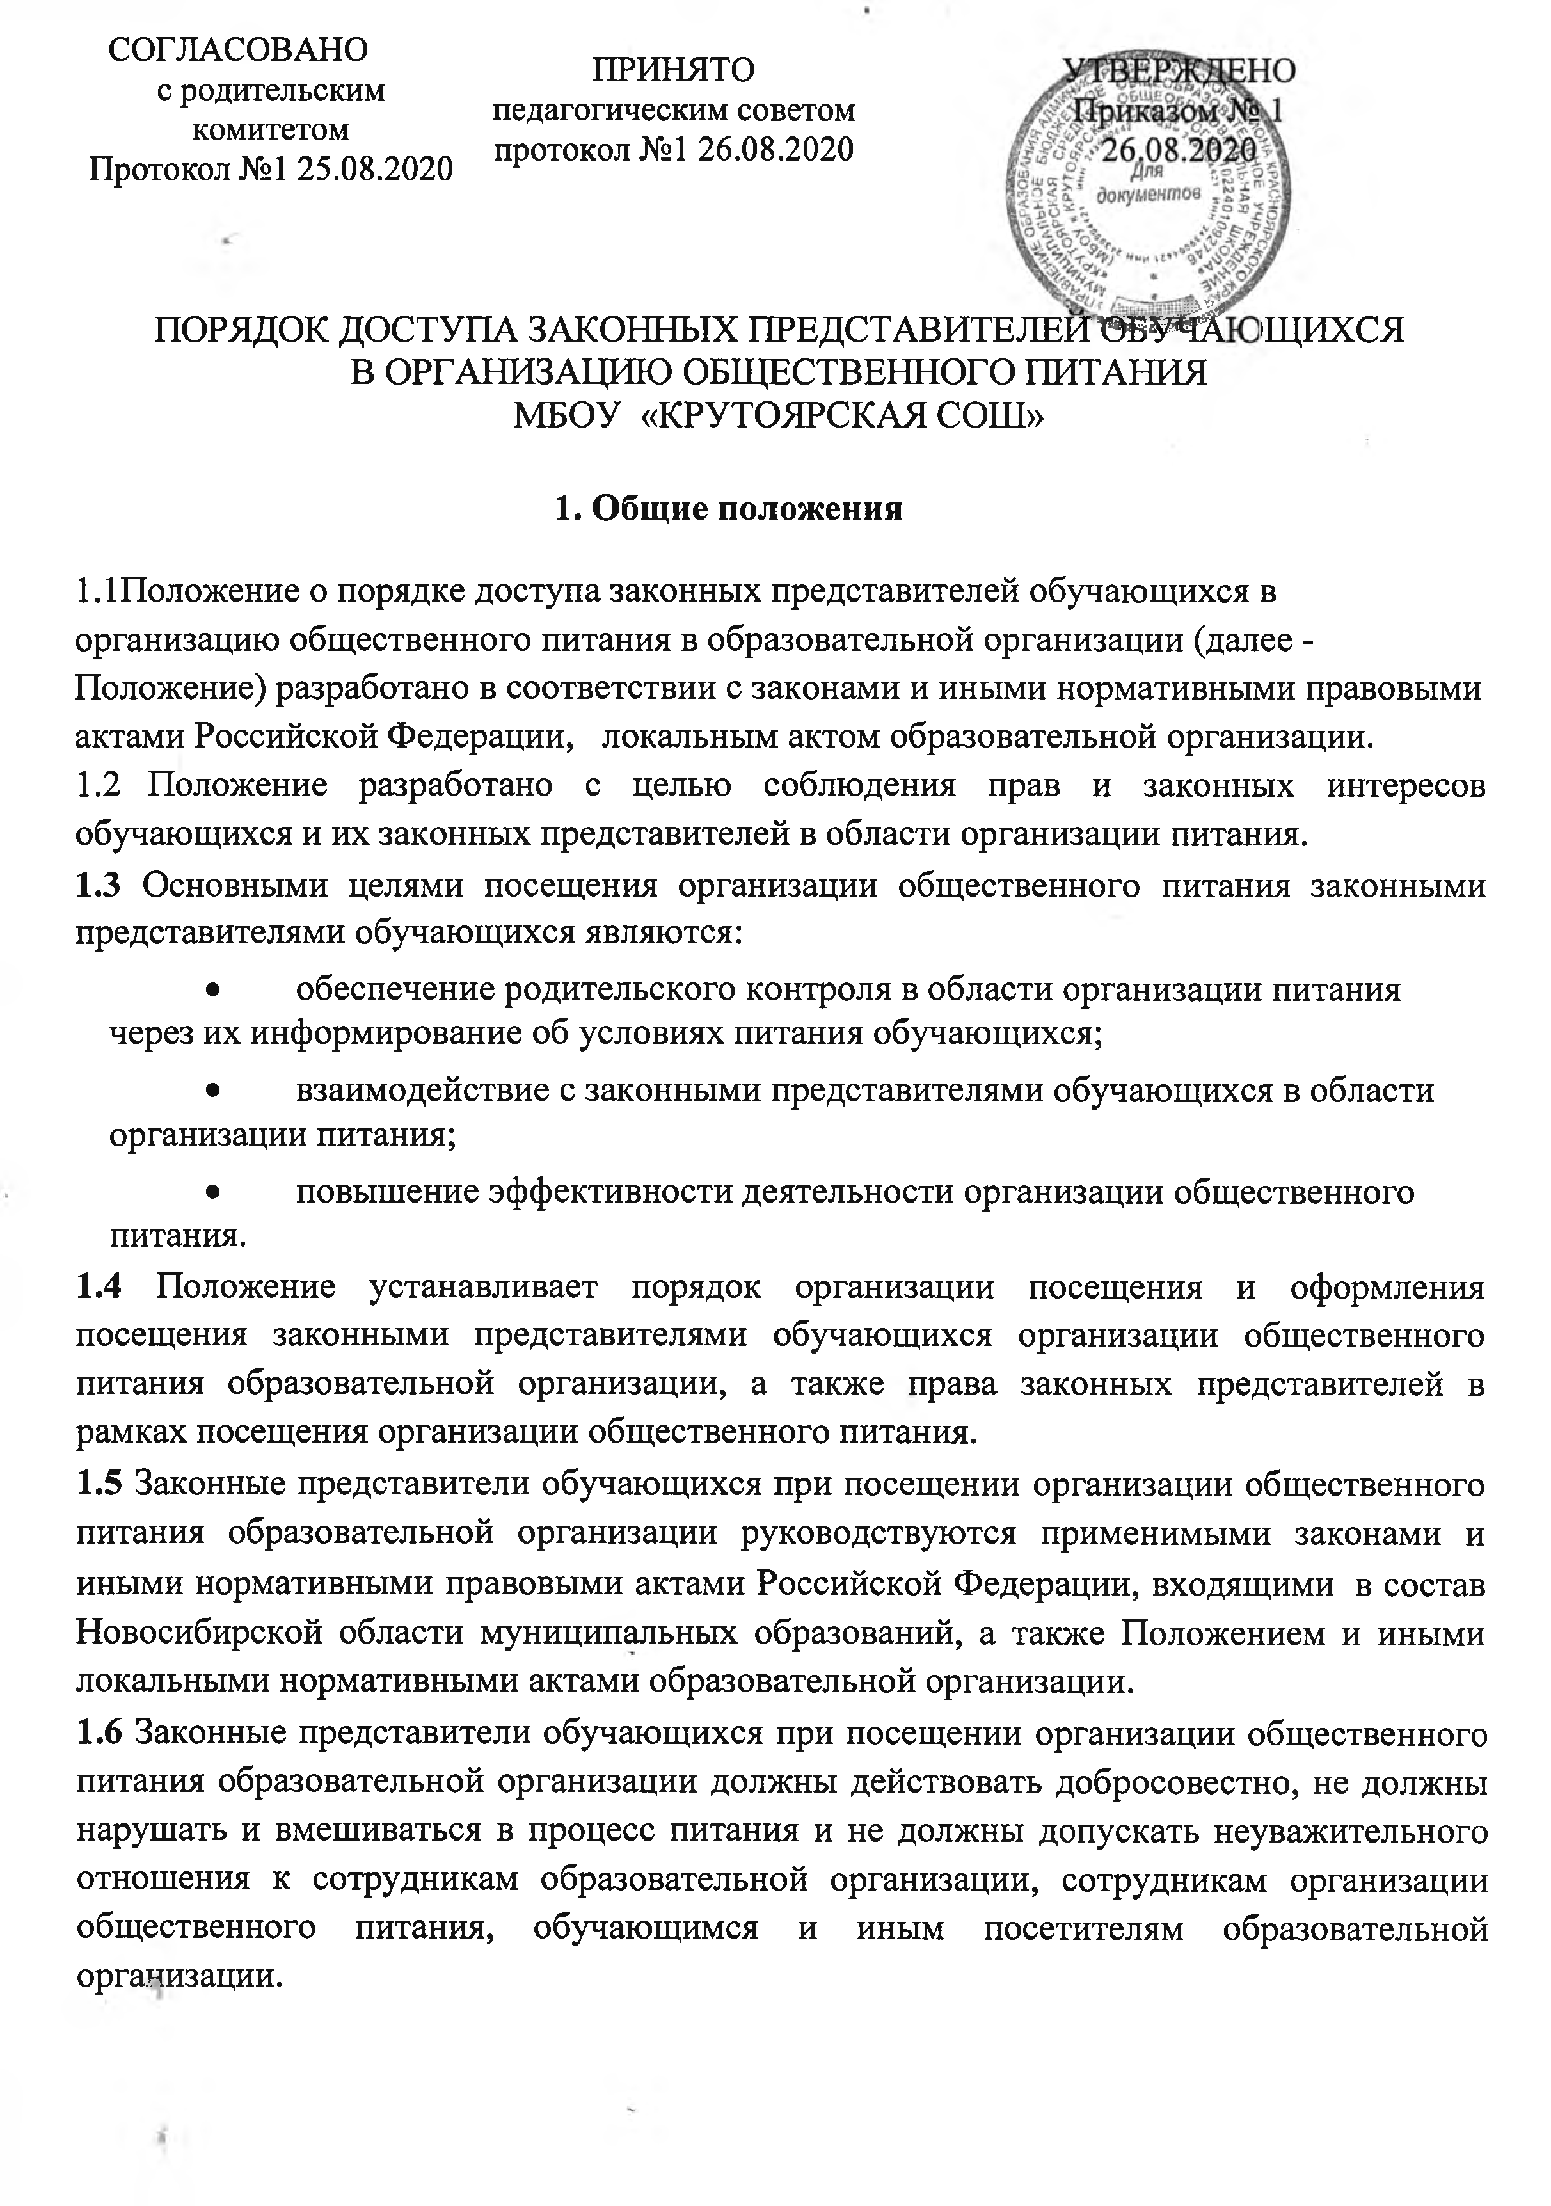 СОГЛАСОВАНО
с родительским
комитетом
Протокол №1 25.08.2020
ПРИНЯТО
педагогическим советом
протокол №1 26.08.2020
УТВЕРЖДЕНО
Приказом № 1
26.08.2020
Для
документов
ПОРЯДОК ДОСТУПА ЗАКОННЫХ ПРЕДСТАВИТЕЛЕЙ ОБУЧАЮЩИХСЯ
В ОРГАНИЗАЦИЮ ОБЩЕСТВЕННОГО ПИТАНИЯ
МБОУ «КРУТОЯРСКАЯ СОШ»
1. Общие положения
1.1Положение о порядке доступа законных представителей обучающихся в
организацию общественного питания в образовательной организации (далее -
Положение) разработано в соответствии с законами и иными нормативными правовыми
актами Российской Федерации, локальным актом образовательной организации.
1.2 Положение разработано с целью соблюдения прав и законных интересов
обучающихся и их законных представителей в области организации питания.
1.3 Основными целями посещения организации общественного питания законными
представителями обучающихся являются:
• обеспечение родительского контроля в области организации питания
через их информирование об условиях питания обучающихся;
• взаимодействие с законными представителями обучающихся в области
организации питания;
• повышение эффективности деятельности организации общественного
питания.
1.4 Положение устанавливает порядок организации посещения и оформления
посещения законными представителями обучающихся организации общественного
питания образовательной организации, а также права законных представителей в
рамках посещения организации общественного питания.
1.5 Законные представители обучающихся при посещении организации общественного
питания образовательной организации руководствуются применимыми законами и
иными нормативными правовыми актами Российской Федерации, входящими в состав
Новосибирской области муниципальных образований, а также Положением и иными
локальными нормативными актами образовательной организации.
1.6 Законные представители обучающихся при посещении организации общественного
питания образовательной организации должны действовать добросовестно, не должны
нарушать и вмешиваться в процесс питания и не должны допускать неуважительного
отношения к сотрудникам образовательной организации, сотрудникам организации
общественного питания, обучающимся и иным посетителям образовательной
организации.